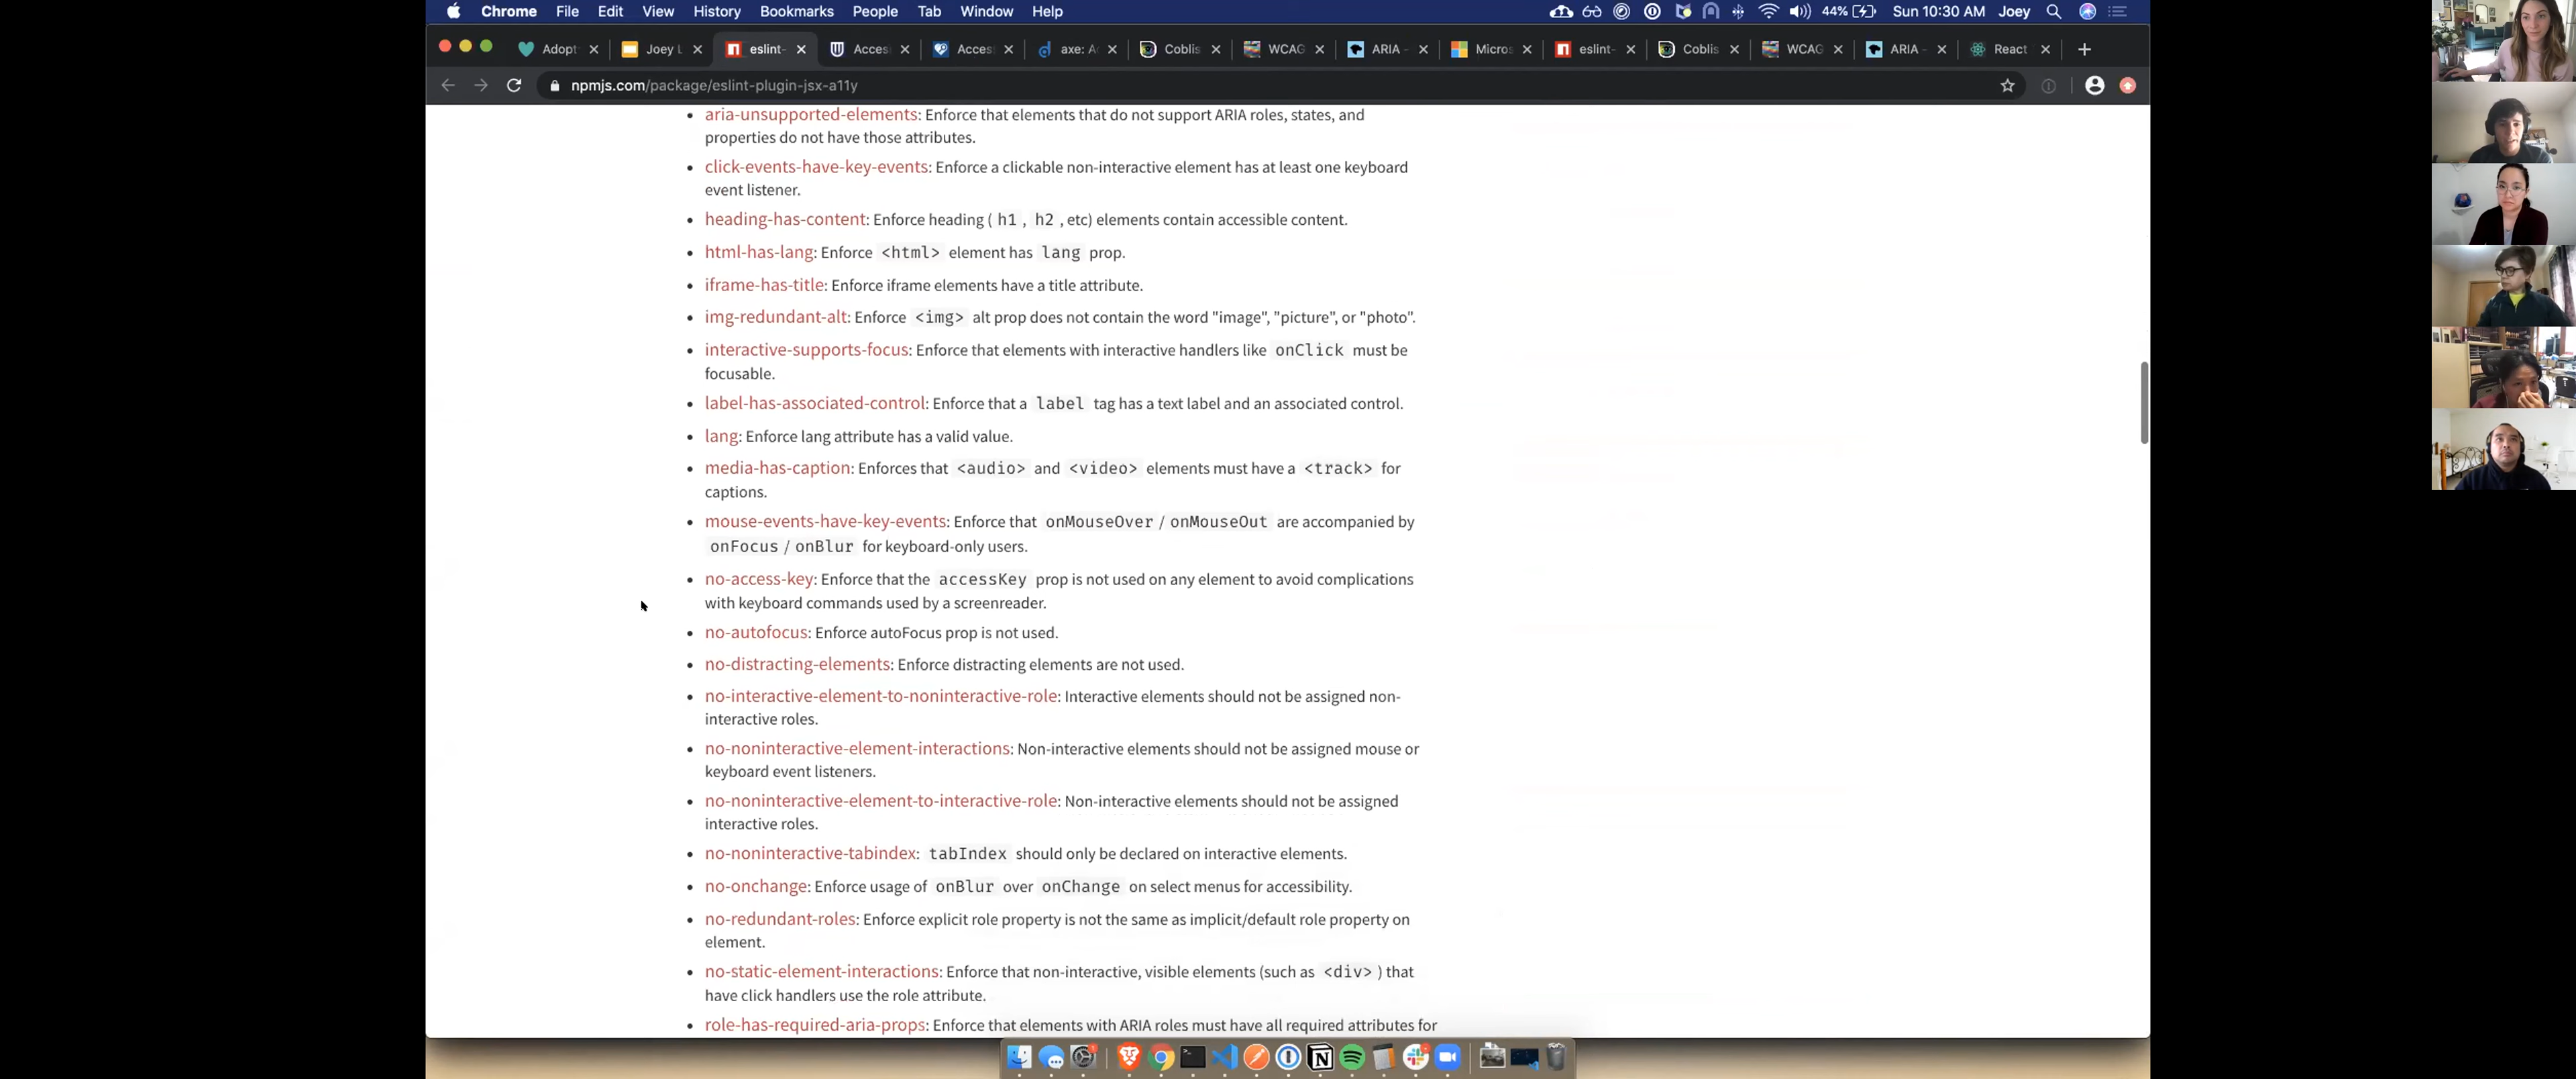 Chrome File Edit View History Bookmarks People Tab Window Help 44% Sun 10:30 AM Joey
Adopt Joey L eslint- Acces Acces axe: A Coblis WCAG ARIA - Micros eslint- Coblis WCAG ARIA - React
npmjs.com/package/eslint-plugin-jsx-a11y
• aria-unsupported-elements: Enforce that elements that do not support ARIA roles, states, and
properties do not have those attributes.
• click-events-have-key-events: Enforce a clickable non-interactive element has at least one keyboard
event listener.
• heading-has-content: Enforce heading ( h1 , h2 , etc) elements contain accessible content.
• html-has-lang: Enforce <html> element has lang prop.
• iframe-has-title: Enforce iframe elements have a title attribute.
• img-redundant-alt: Enforce <img> alt prop does not contain the word "image", "picture", or "photo".
• interactive-supports-focus: Enforce that elements with interactive handlers like onClick must be
focusable.
• label-has-associated-control: Enforce that a label tag has a text label and an associated control.
• lang: Enforce lang attribute has a valid value.
• media-has-caption: Enforces that <audio> and <video> elements must have a <track> for
captions.
• mouse-events-have-key-events: Enforce that onMouseOver / onMouseOut are accompanied by
onFocus / onBlur for keyboard-only users.
• no-access-key: Enforce that the accessKey prop is not used on any element to avoid complications
with keyboard commands used by a screenreader.
• no-autofocus: Enforce autoFocus prop is not used.
• no-distracting-elements: Enforce distracting elements are not used.
• no-interactive-element-to-noninteractive-role: Interactive elements should not be assigned non-
interactive roles.
• no-noninteractive-element-interactions: Non-interactive elements should not be assigned mouse or
keyboard event listeners.
• no-noninteractive-element-to-interactive-role: Non-interactive elements should not be assigned
interactive roles.
• no-noninteractive-tabindex: tabIndex should only be declared on interactive elements.
• no-onchange: Enforce usage of onBlur over onChange on select menus for accessibility.
• no-redundant-roles: Enforce explicit role property is not the same as implicit/default role property on
element.
• no-static-element-interactions: Enforce that non-interactive, visible elements (such as <div> ) that
have click handlers use the role attribute.
• role-has-required-aria-props: Enforce that elements with ARIA roles must have all required attributes for